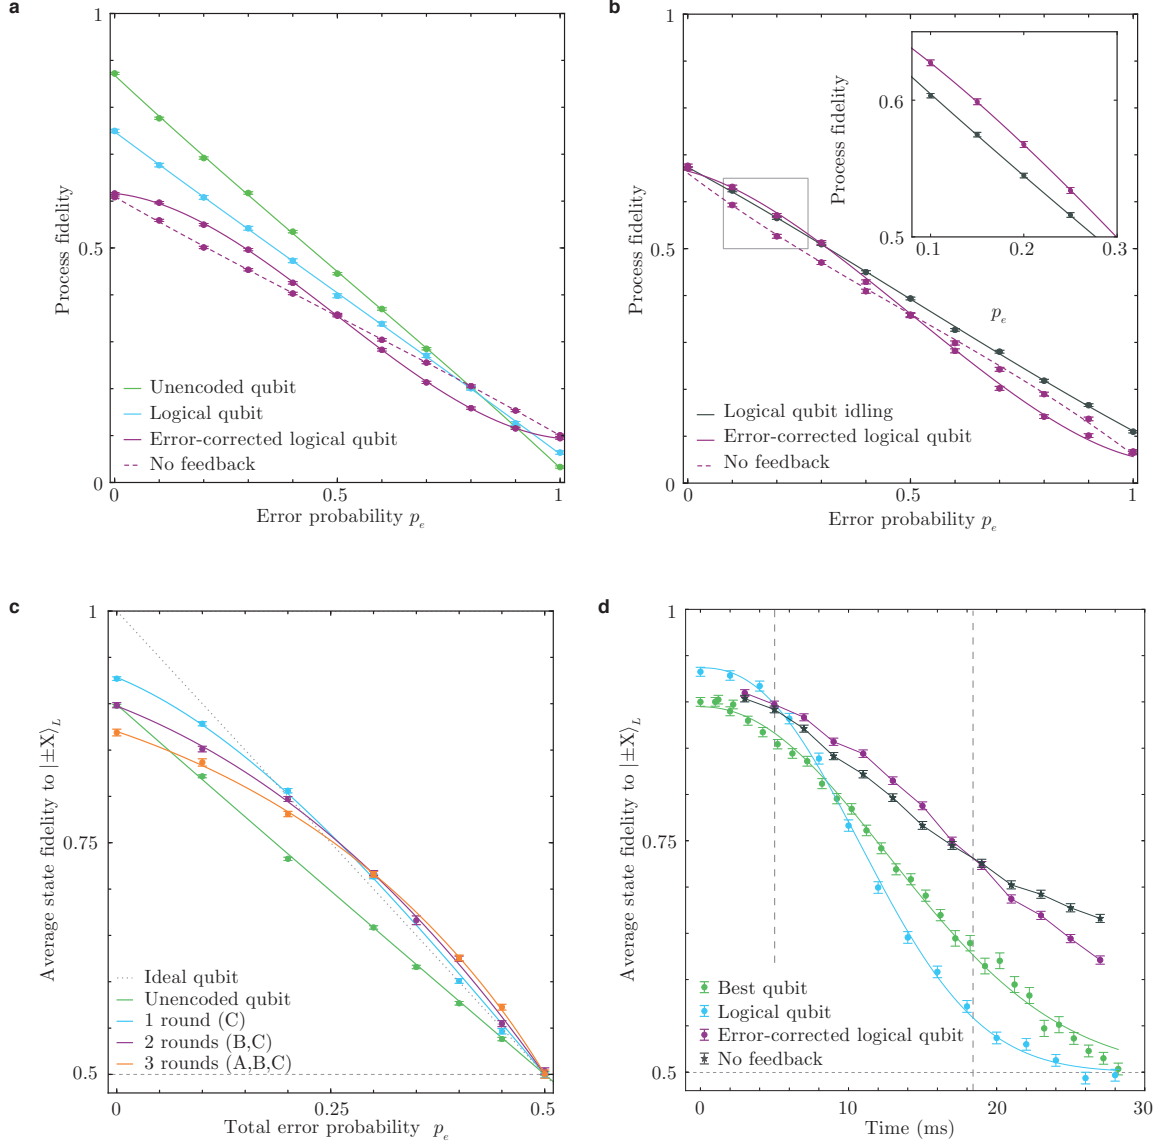 a
1
0.5
0
Process fidelity
Unencoded qubit
Logical qubit
Error-corrected logical qubit
No feedback
0
0.5
1
Error probability p_e
b
1
0.5
0
Process fidelity
Process fidelity
0.6
0.5
0.1
0.2
0.3
p_e
Logical qubit idling
Error-corrected logical qubit
No feedback
0
0.5
1
Error probability p_e
c
1
0.75
0.5
Average state fidelity to |±X⟩_L
Ideal qubit
Unencoded qubit
1 round (C)
2 rounds (B,C)
3 rounds (A,B,C)
0
0.25
0.5
Total error probability p_e
d
1
0.75
0.5
Average state fidelity to |±X⟩_L
Best qubit
Logical qubit
Error-corrected logical qubit
No feedback
0
10
20
30
Time (ms)